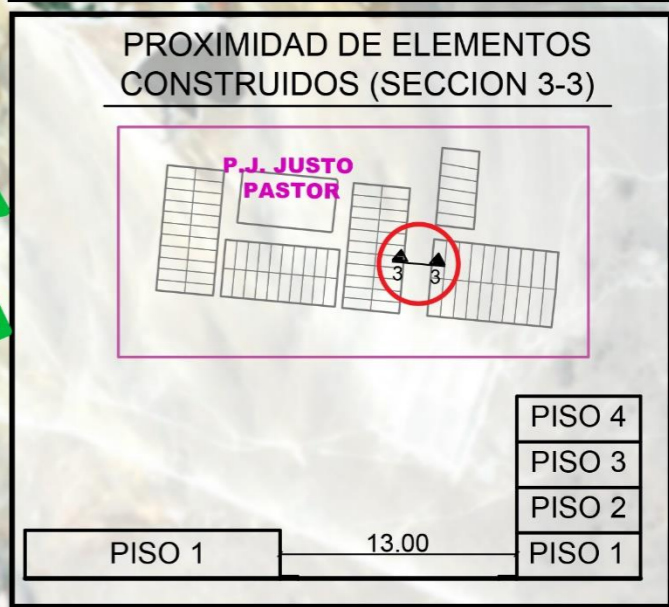 PROXIMIDAD DE ELEMENTOS
CONSTRUIDOS (SECCION 3-3)
P.J. JUSTO
PASTOR
3 3
PISO 4
PISO 3
PISO 2
PISO 1 13.00 PISO 1